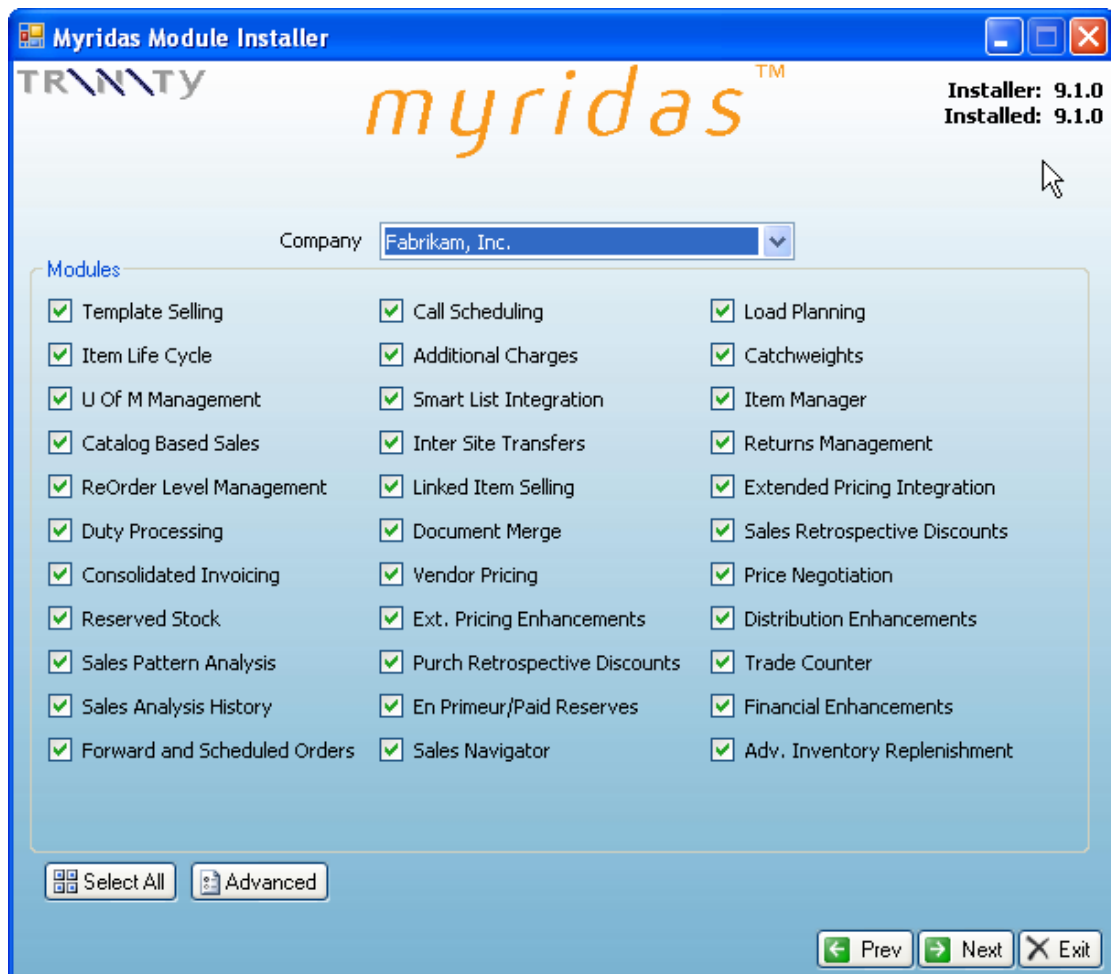 Myridas Module Installer
TRINITY
myridas™
Installer: 9.1.0
Installed: 9.1.0
Company Fabrikam, Inc.
Modules
Template Selling Call Scheduling Load Planning
Item Life Cycle Additional Charges Catchweights
U Of M Management Smart List Integration Item Manager
Catalog Based Sales Inter Site Transfers Returns Management
ReOrder Level Management Linked Item Selling Extended Pricing Integration
Duty Processing Document Merge Sales Retrospective Discounts
Consolidated Invoicing Vendor Pricing Price Negotiation
Reserved Stock Ext. Pricing Enhancements Distribution Enhancements
Sales Pattern Analysis Purch Retrospective Discounts Trade Counter
Sales Analysis History En Primeur/Paid Reserves Financial Enhancements
Forward and Scheduled Orders Sales Navigator Adv. Inventory Replenishment
Select All Advanced
Prev Next Exit